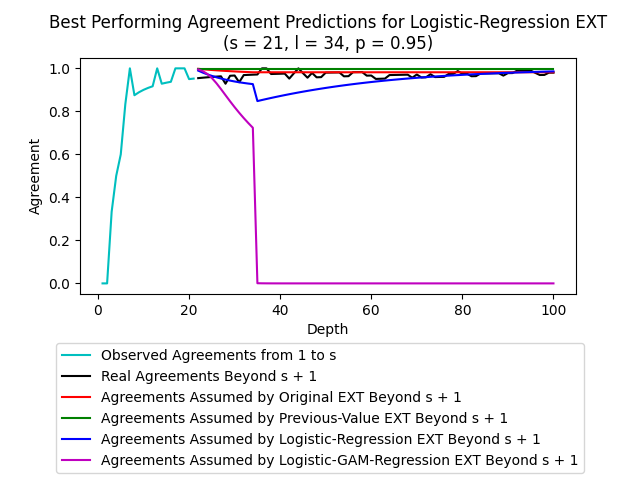 Best Performing Agreement Predictions for Logistic-Regression EXT
(s = 21, l = 34, p = 0.95)
1.0
0.8
0.6
0.4
0.2
0.0
Agreement
0 20 40 60 80 100
Depth
Observed Agreements from 1 to s
Real Agreements Beyond s + 1
Agreements Assumed by Original EXT Beyond s + 1
Agreements Assumed by Previous-Value EXT Beyond s + 1
Agreements Assumed by Logistic-Regression EXT Beyond s + 1
Agreements Assumed by Logistic-GAM-Regression EXT Beyond s + 1